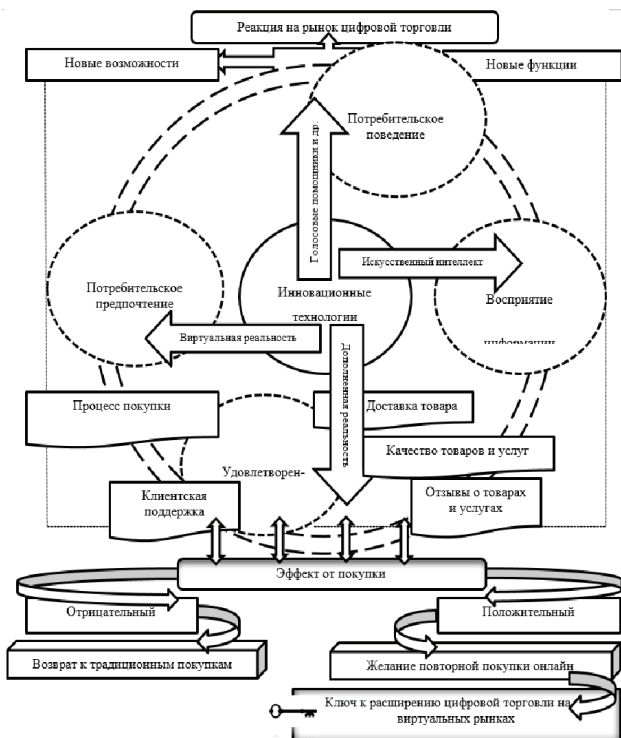 Реакция на рынок цифровой торговли
Новые возможности
Новые функции
Потребительское
поведение
Голосовые помощники и др.
Искусственный интеллект
Потребительское
предпочтение
Инновационные
технологии
Восприятие
информации
Виртуальная реальность
Дополненная реальность
Процесс покупки
Доставка товара
Качество товаров и услуг
Удовлетворен-
Клиентская
поддержка
Отзывы о товарах
и услугах
Эффект от покупки
Отрицательный
Положительный
Возврат к традиционным покупкам
Желание повторной покупки онлайн
Ключ к расширению цифровой торговли на
виртуальных рынках